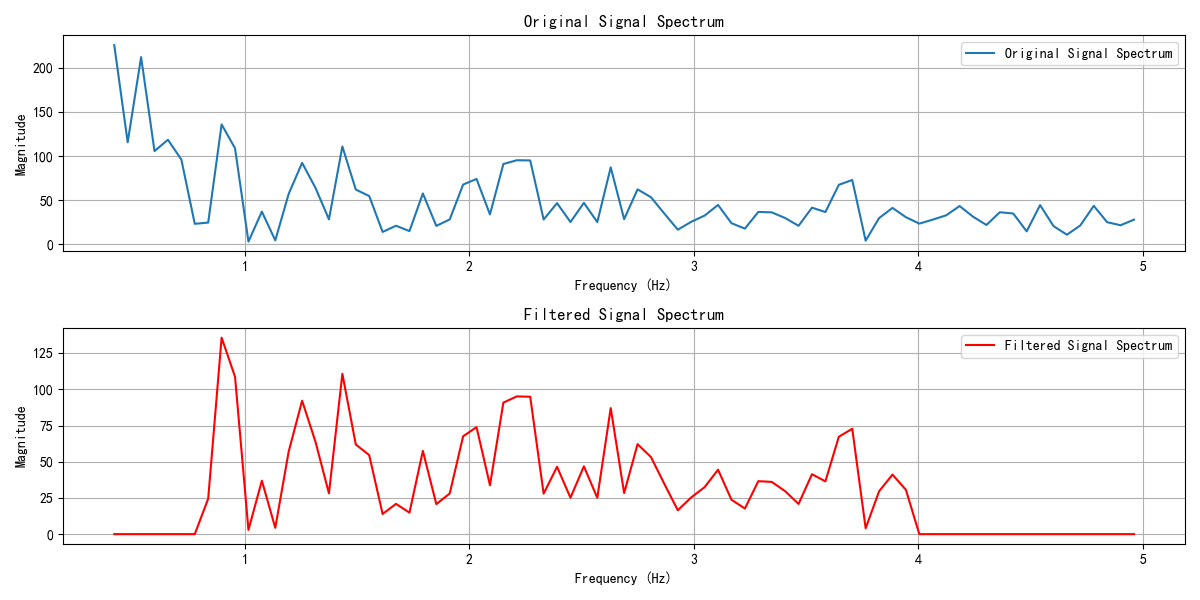 Original Signal Spectrum
Original Signal Spectrum
200
150
100
50
0
Magnitude
1 2 3 4 5
Frequency (Hz)
Filtered Signal Spectrum
Filtered Signal Spectrum
125
100
75
50
25
0
Magnitude
1 2 3 4 5
Frequency (Hz)